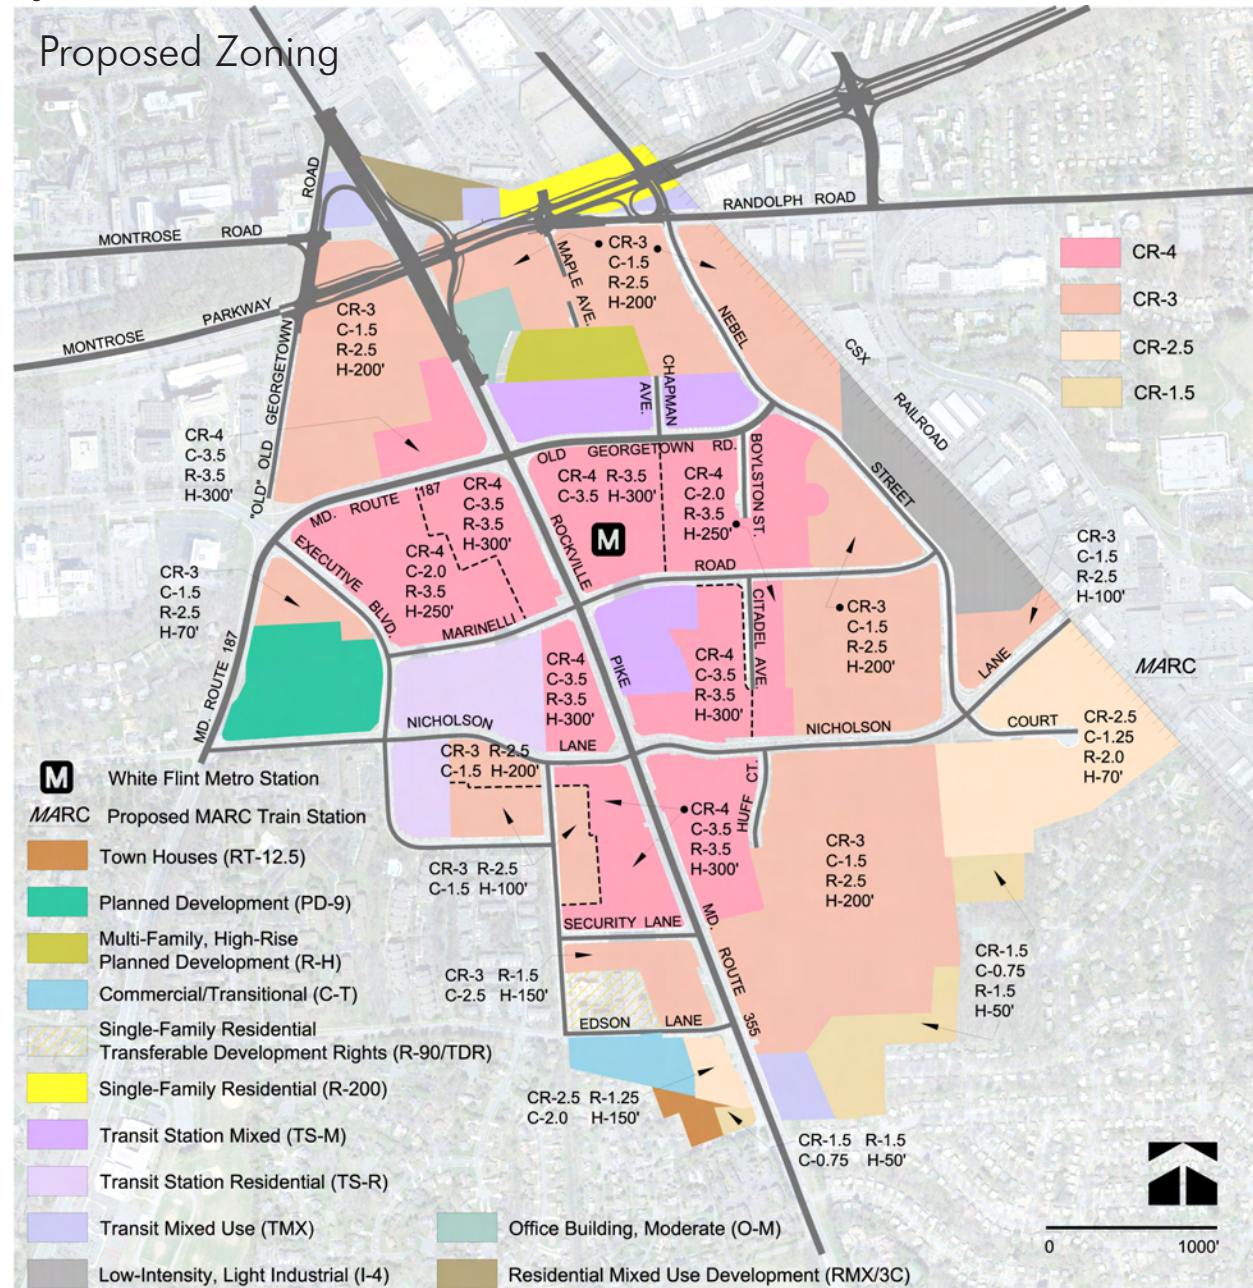 Proposed Zoning
ROAD
MONTROSE ROAD
RANDOLPH ROAD
MONTROSE PARKWAY
MAPLE AVE.
CR-3
C-1.5
R-2.5
H-200'
CR-4
CR-3
CR-2.5
CR-1.5
CR-3
C-1.5
R-2.5
H-200'
NEBEL
STREET
CSX RAILROAD
"OLD" OLD GEORGETOWN
CHAPMAN
AVE.
CR-4
C-3.5
R-3.5
H-300'
OLD GEORGETOWN RD.
BOYLSTON ST.
MD. ROUTE 187
CR-4
C-3.5
R-3.5
H-300'
CR-4 R-3.5
C-3.5 H-300'
CR-4
C-2.0
R-3.5
H-250'
M
ROCKVILLE
PIKE
EXECUTIVE BLVD.
CR-4
C-2.0
R-3.5
H-250'
MARINELLI
ROAD
CR-3
C-1.5
R-2.5
H-70'
CR-3
C-1.5
R-2.5
H-100'
CITADEL AVE.
CR-3
C-1.5
R-2.5
H-200'
MARC
MD. ROUTE 187
CR-4
C-3.5
R-3.5
H-300'
CR-4
C-3.5
R-3.5
H-300'
LANE
NICHOLSON
LANE
NICHOLSON
COURT
CR-2.5
C-1.25
R-2.0
H-70'
CR-3 R-2.5
C-1.5 H-200'
HUFF CT.
CR-4
C-3.5
R-3.5
H-300'
CR-3
C-1.5
R-2.5
H-200'
CR-3 R-2.5
C-1.5 H-100'
SECURITY LANE
MD. ROUTE 355
CR-3 R-1.5
C-2.5 H-150'
CR-1.5
C-0.75
R-1.5
H-50'
EDSON LANE
CR-2.5 R-1.25
C-2.0 H-150'
CR-1.5 R-1.5
C-0.75 H-50'
M White Flint Metro Station
MARC Proposed MARC Train Station
Town Houses (RT-12.5)
Planned Development (PD-9)
Multi-Family, High-Rise
Planned Development (R-H)
Commercial/Transitional (C-T)
Single-Family Residential
Transferable Development Rights (R-90/TDR)
Single-Family Residential (R-200)
Transit Station Mixed (TS-M)
Transit Station Residential (TS-R)
Transit Mixed Use (TMX)
Low-Intensity, Light Industrial (I-4)
Office Building, Moderate (O-M)
Residential Mixed Use Development (RMX/3C)
0 1000'